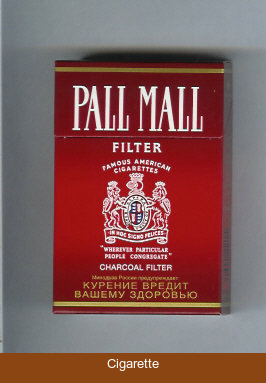 PALL MALL
FILTER
FAMOUS AMERICAN
CIGARETTES
IN HOC SIGNO VINCES
"WHEREVER PARTICULAR
PEOPLE CONGREGATE"
CHARCOAL FILTER
Минздрав России предупреждает:
КУРЕНИЕ ВРЕДИТ
ВАШЕМУ ЗДОРОВЬЮ
Cigarette